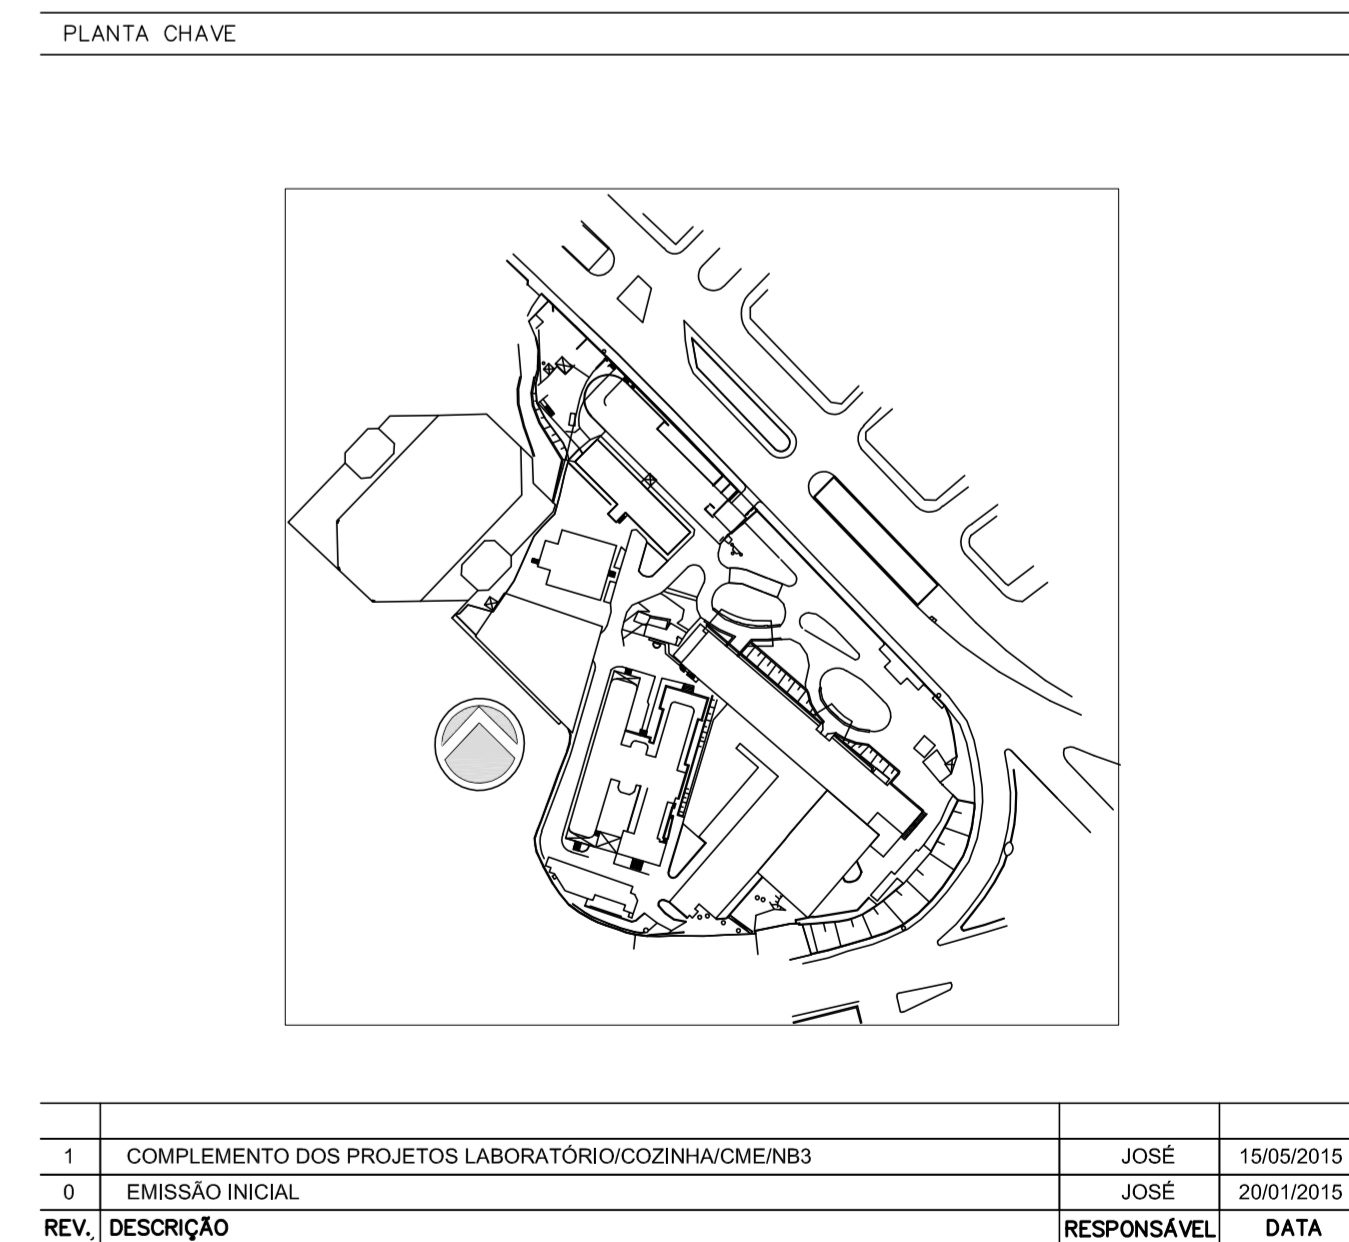 PLANTA CHAVE
1 COMPLEMENTO DOS PROJETOS LABORATÓRIO/COZINHA/CME/NB3 JOSÉ 15/05/2015
0 EMISSÃO INICIAL JOSÉ 20/01/2015
REV. DESCRIÇÃO RESPONSÁVEL DATA